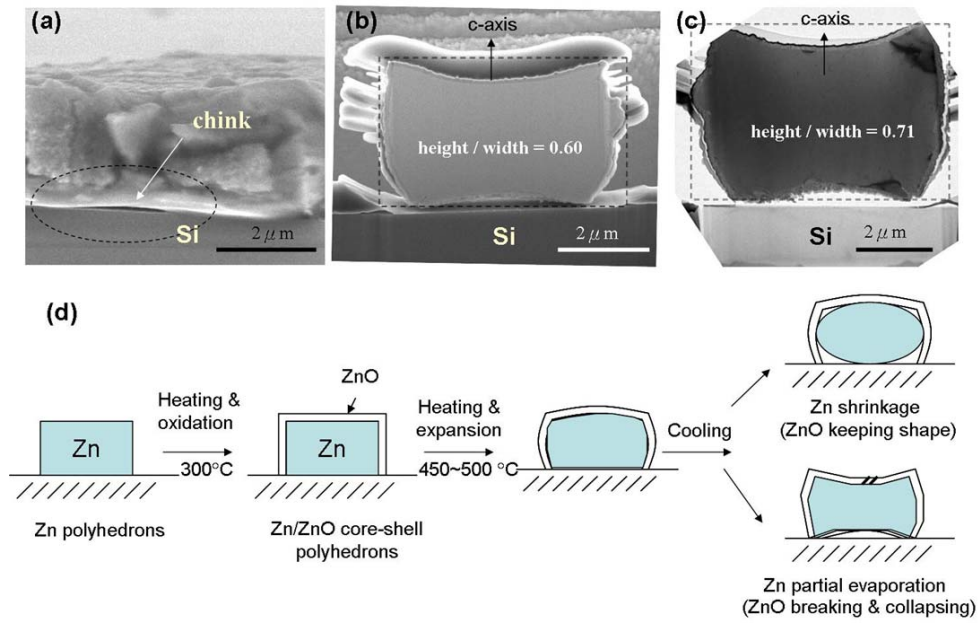 (a)
chink
Si
2 μm
(b)
c-axis
height / width = 0.60
Si
2 μm
(c)
c-axis
height / width = 0.71
Si
2 μm
(d)
Zn
Zn polyhedrons
Heating &
oxidation
300°C
ZnO
Zn
Zn/ZnO core-shell
polyhedrons
Heating &
expansion
450~500 °C
Cooling
Zn shrinkage
(ZnO keeping shape)
Zn partial evaporation
(ZnO breaking & collapsing)